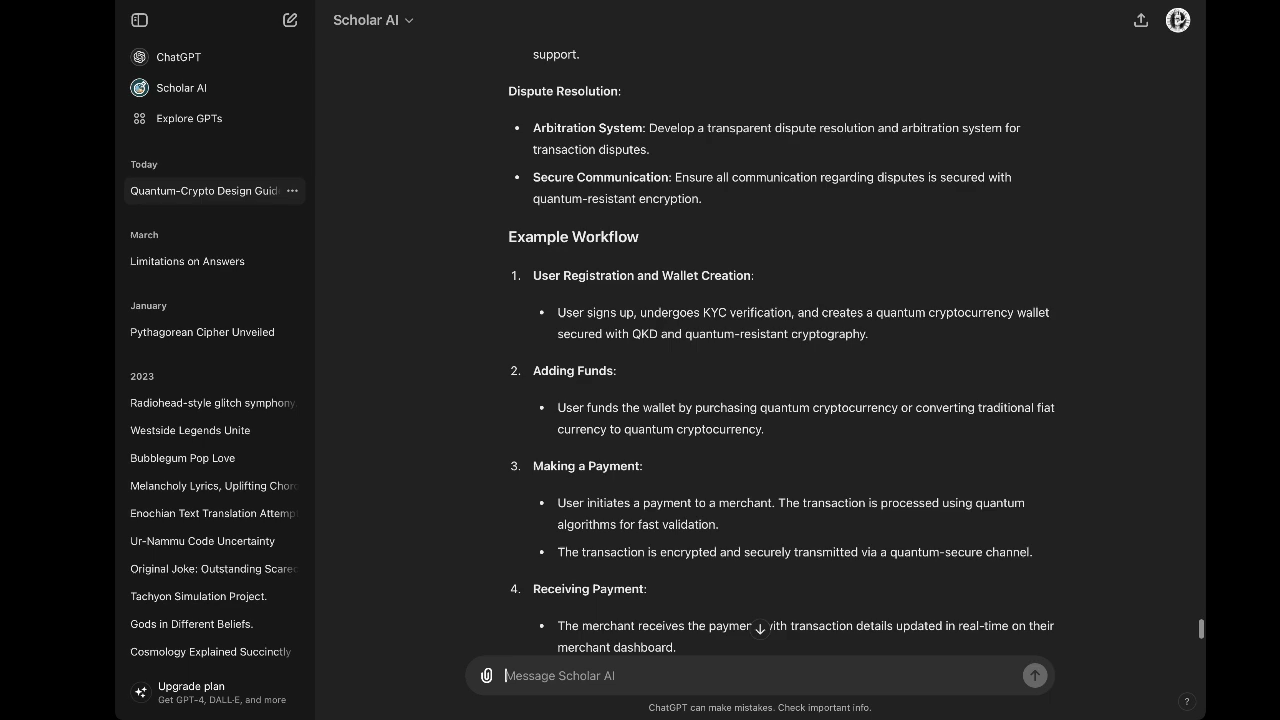 ChatGPT
Scholar AI
Explore GPTs
Today
Quantum-Crypto Design Guid
March
Limitations on Answers
January
Pythagorean Cipher Unveiled
2023
Radiohead-style glitch symphony.
Westside Legends Unite
Bubblegum Pop Love
Melancholy Lyrics, Uplifting Chor
Enochian Text Translation Attemp
Ur-Nammu Code Uncertainty
Original Joke: Outstanding Scarec
Tachyon Simulation Project.
Gods in Different Beliefs.
Cosmology Explained Succinctly
Upgrade plan
Get GPT-4, DALL·E, and more
Scholar AI
support.
Dispute Resolution:
• Arbitration System: Develop a transparent dispute resolution and arbitration system for
transaction disputes.
• Secure Communication: Ensure all communication regarding disputes is secured with
quantum-resistant encryption.
Example Workflow
1. User Registration and Wallet Creation:
• User signs up, undergoes KYC verification, and creates a quantum cryptocurrency wallet
secured with QKD and quantum-resistant cryptography.
2. Adding Funds:
• User funds the wallet by purchasing quantum cryptocurrency or converting traditional fiat
currency to quantum cryptocurrency.
3. Making a Payment:
• User initiates a payment to a merchant. The transaction is processed using quantum
algorithms for fast validation.
• The transaction is encrypted and securely transmitted via a quantum-secure channel.
4. Receiving Payment:
• The merchant receives the payment with transaction details updated in real-time on their
merchant dashboard.
Message Scholar AI
ChatGPT can make mistakes. Check important info.
?